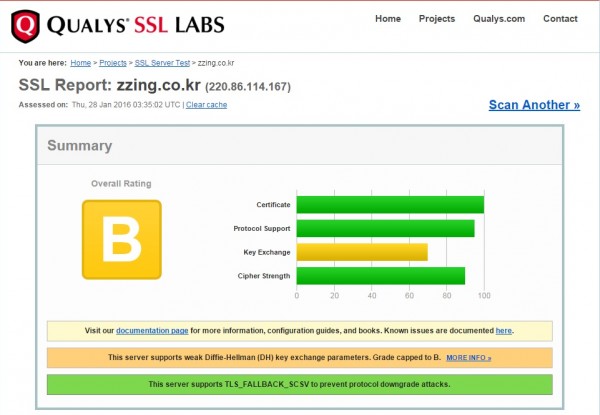 QUALYS® SSL LABS
Home Projects Qualys.com Contact
You are here: Home > Projects > SSL Server Test > zzing.co.kr
SSL Report: zzing.co.kr (220.86.114.167)
Assessed on: Thu, 28 Jan 2016 03:35:02 UTC | Clear cache
Scan Another »
Summary
Overall Rating
B
Certificate
Protocol Support
Key Exchange
Cipher Strength
0 20 40 60 80 100
Visit our documentation page for more information, configuration guides, and books. Known issues are documented here.
This server supports weak Diffie-Hellman (DH) key exchange parameters. Grade capped to B. MORE INFO »
This server supports TLS_FALLBACK_SCSV to prevent protocol downgrade attacks.